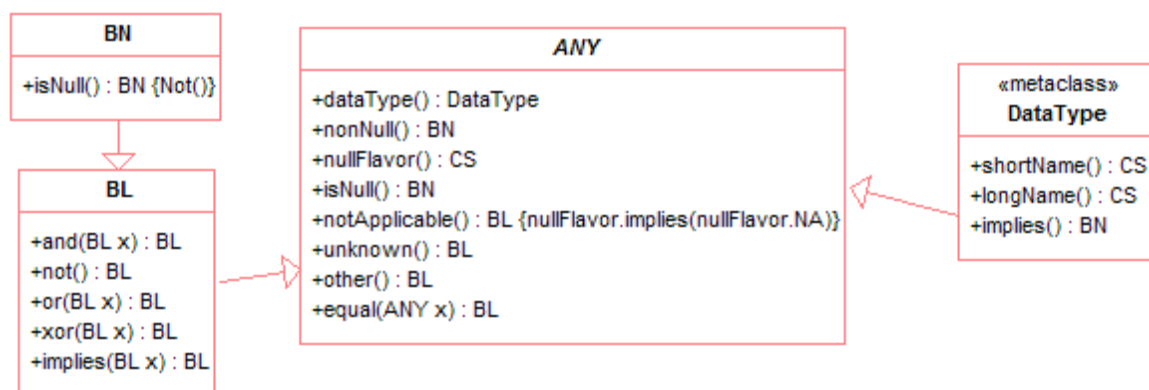 BN
+isNull() : BN {Not()}
BL
+and(BL x) : BL
+not() : BL
+or(BL x) : BL
+xor(BL x) : BL
+implies(BL x) : BL
ANY
+dataType() : DataType
+nonNull() : BN
+nullFlavor() : CS
+isNull() : BN
+notApplicable() : BL {nullFlavor.implies(nullFlavor.NA)}
+unknown() : BL
+other() : BL
+equal(ANY x) : BL
«metaclass»
DataType
+shortName() : CS
+longName() : CS
+implies() : BN